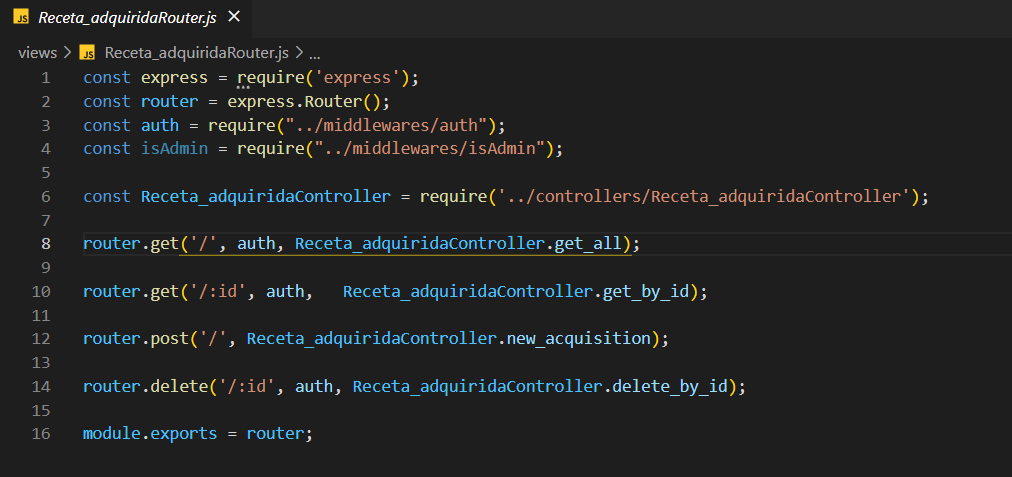 JS Receta_adquiridaRouter.js ×
views > JS Receta_adquiridaRouter.js > ...
1 const express = require('express');
2 const router = express.Router();
3 const auth = require("../middlewares/auth");
4 const isAdmin = require("../middlewares/isAdmin");
5
6 const Receta_adquiridaController = require('../controllers/Receta_adquiridaController');
7
8 router.get('/', auth, Receta_adquiridaController.get_all);
9
10 router.get('/:id', auth,   Receta_adquiridaController.get_by_id);
11
12 router.post('/', Receta_adquiridaController.new_acquisition);
13
14 router.delete('/:id', auth, Receta_adquiridaController.delete_by_id);
15
16 module.exports = router;